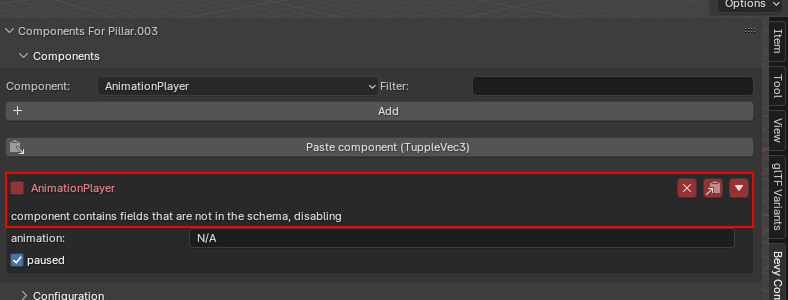 Options
Components For Pillar.003
Components
Component: AnimationPlayer Filter:
Add
Paste component (TuppleVec3)
AnimationPlayer
component contains fields that are not in the schema, disabling
animation: N/A
paused
Configuration
Item
Tool
View
glTF Variants
Bevy Com